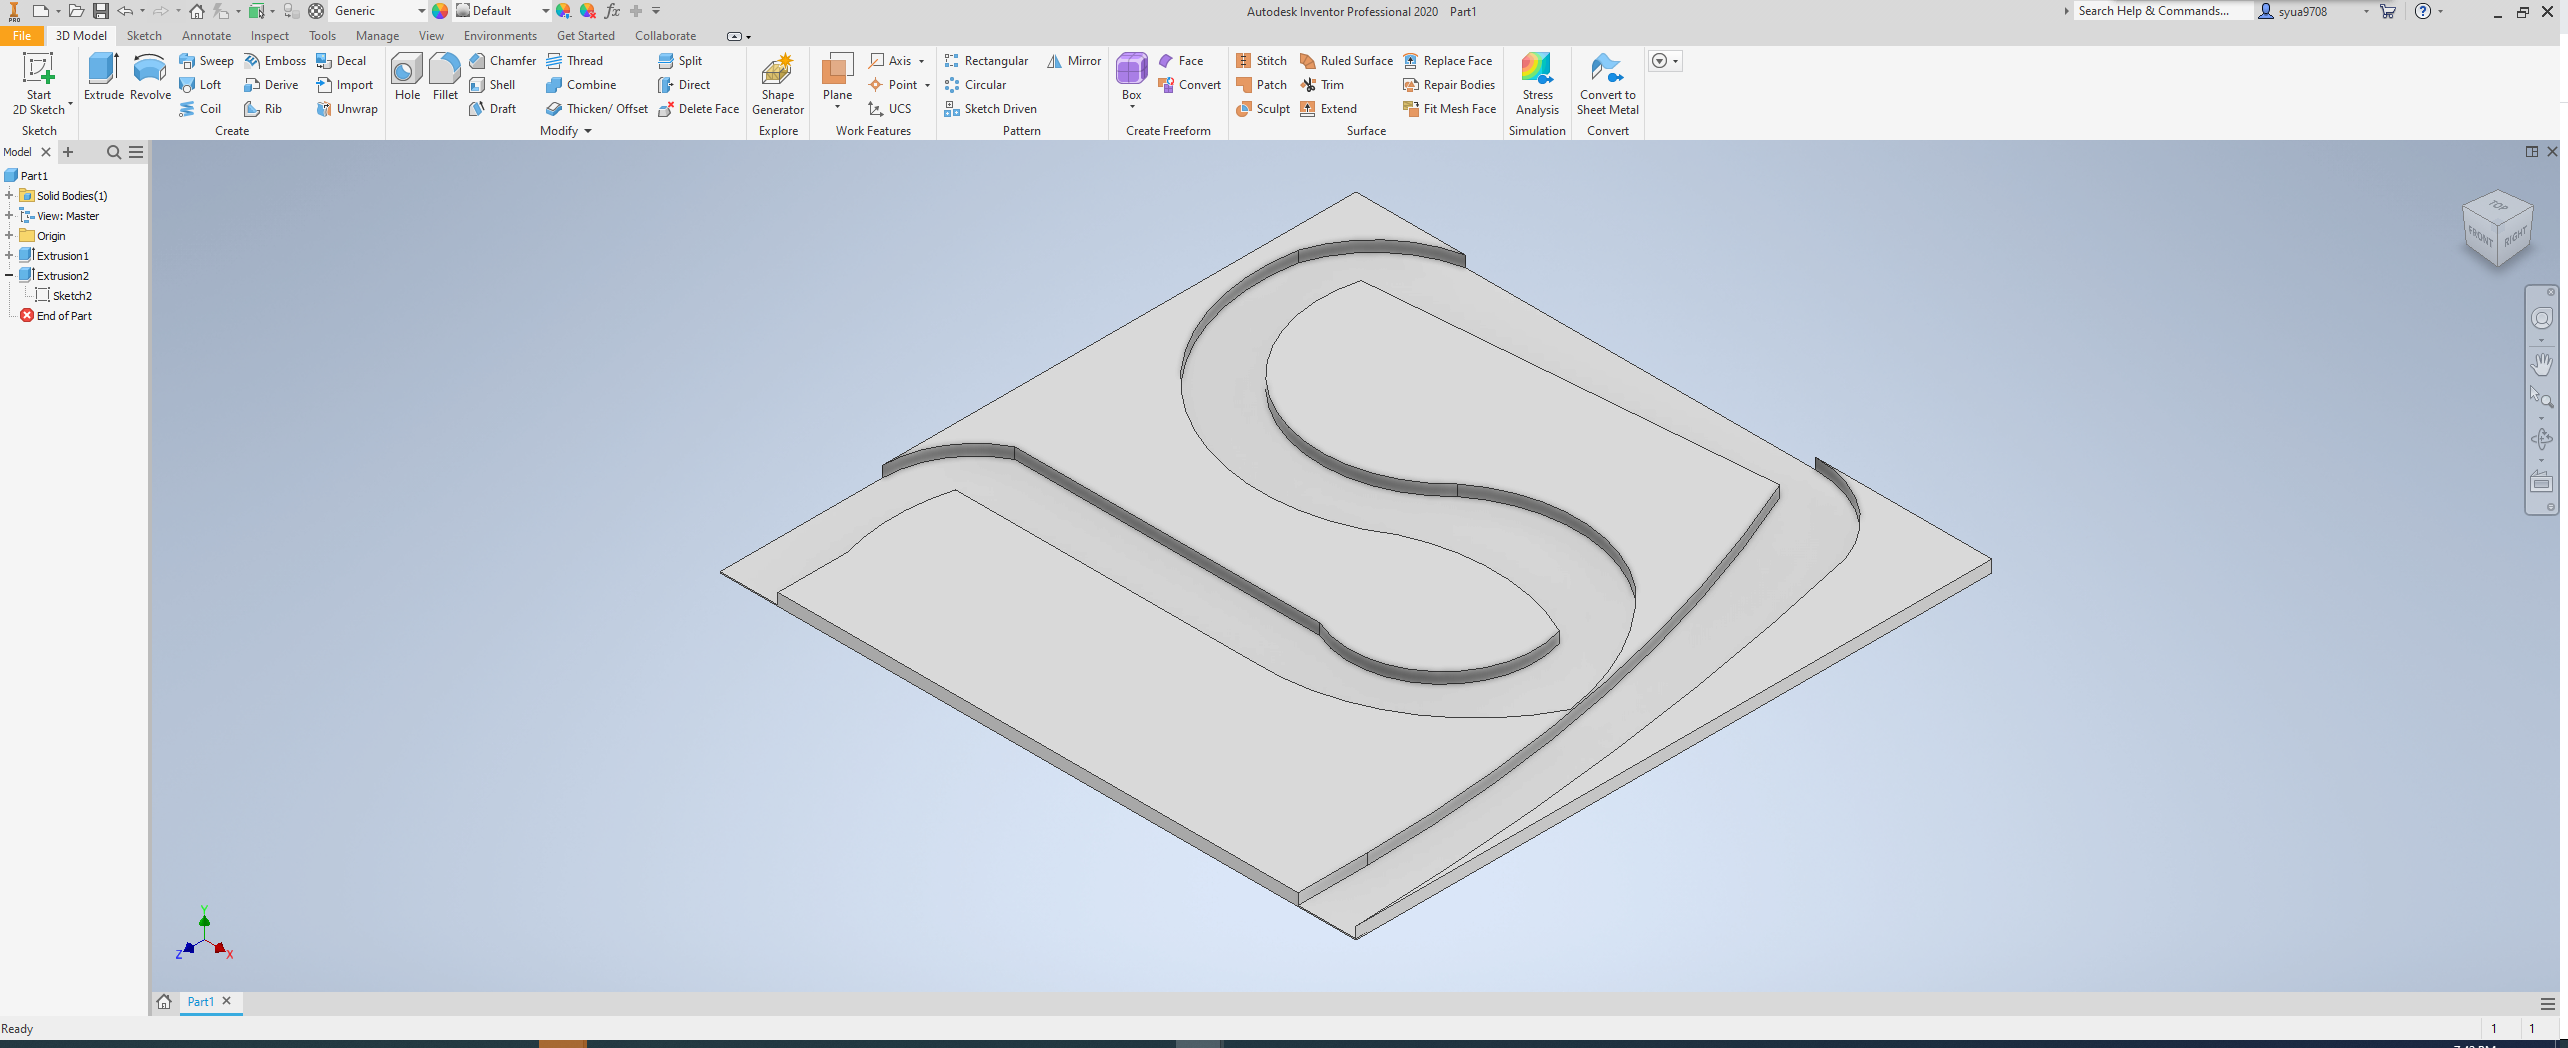 PRO
Generic
Default
fx
Autodesk Inventor Professional 2020 Part1
Search Help & Commands...
syua9708
File
3D Model
Sketch
Annotate
Inspect
Tools
Manage
View
Environments
Get Started
Collaborate
Start
2D Sketch
Sketch
Extrude
Revolve
Sweep
Loft
Coil
Emboss
Derive
Rib
Decal
Import
Unwrap
Create
Hole
Fillet
Chamfer
Shell
Draft
Thread
Combine
Thicken/ Offset
Split
Direct
Delete Face
Modify
Shape
Generator
Explore
Plane
Axis
Point
UCS
Work Features
Rectangular
Circular
Sketch Driven
Mirror
Pattern
Box
Face
Convert
Create Freeform
Stitch
Patch
Sculpt
Ruled Surface
Trim
Extend
Replace Face
Repair Bodies
Fit Mesh Face
Surface
Stress
Analysis
Simulation
Convert to
Sheet Metal
Convert
Model
Part1
Solid Bodies(1)
View: Master
Origin
Extrusion1
Extrusion2
Sketch2
End of Part
TOP
FRONT
RIGHT
Y
Z
X
Part1
Ready
1
1